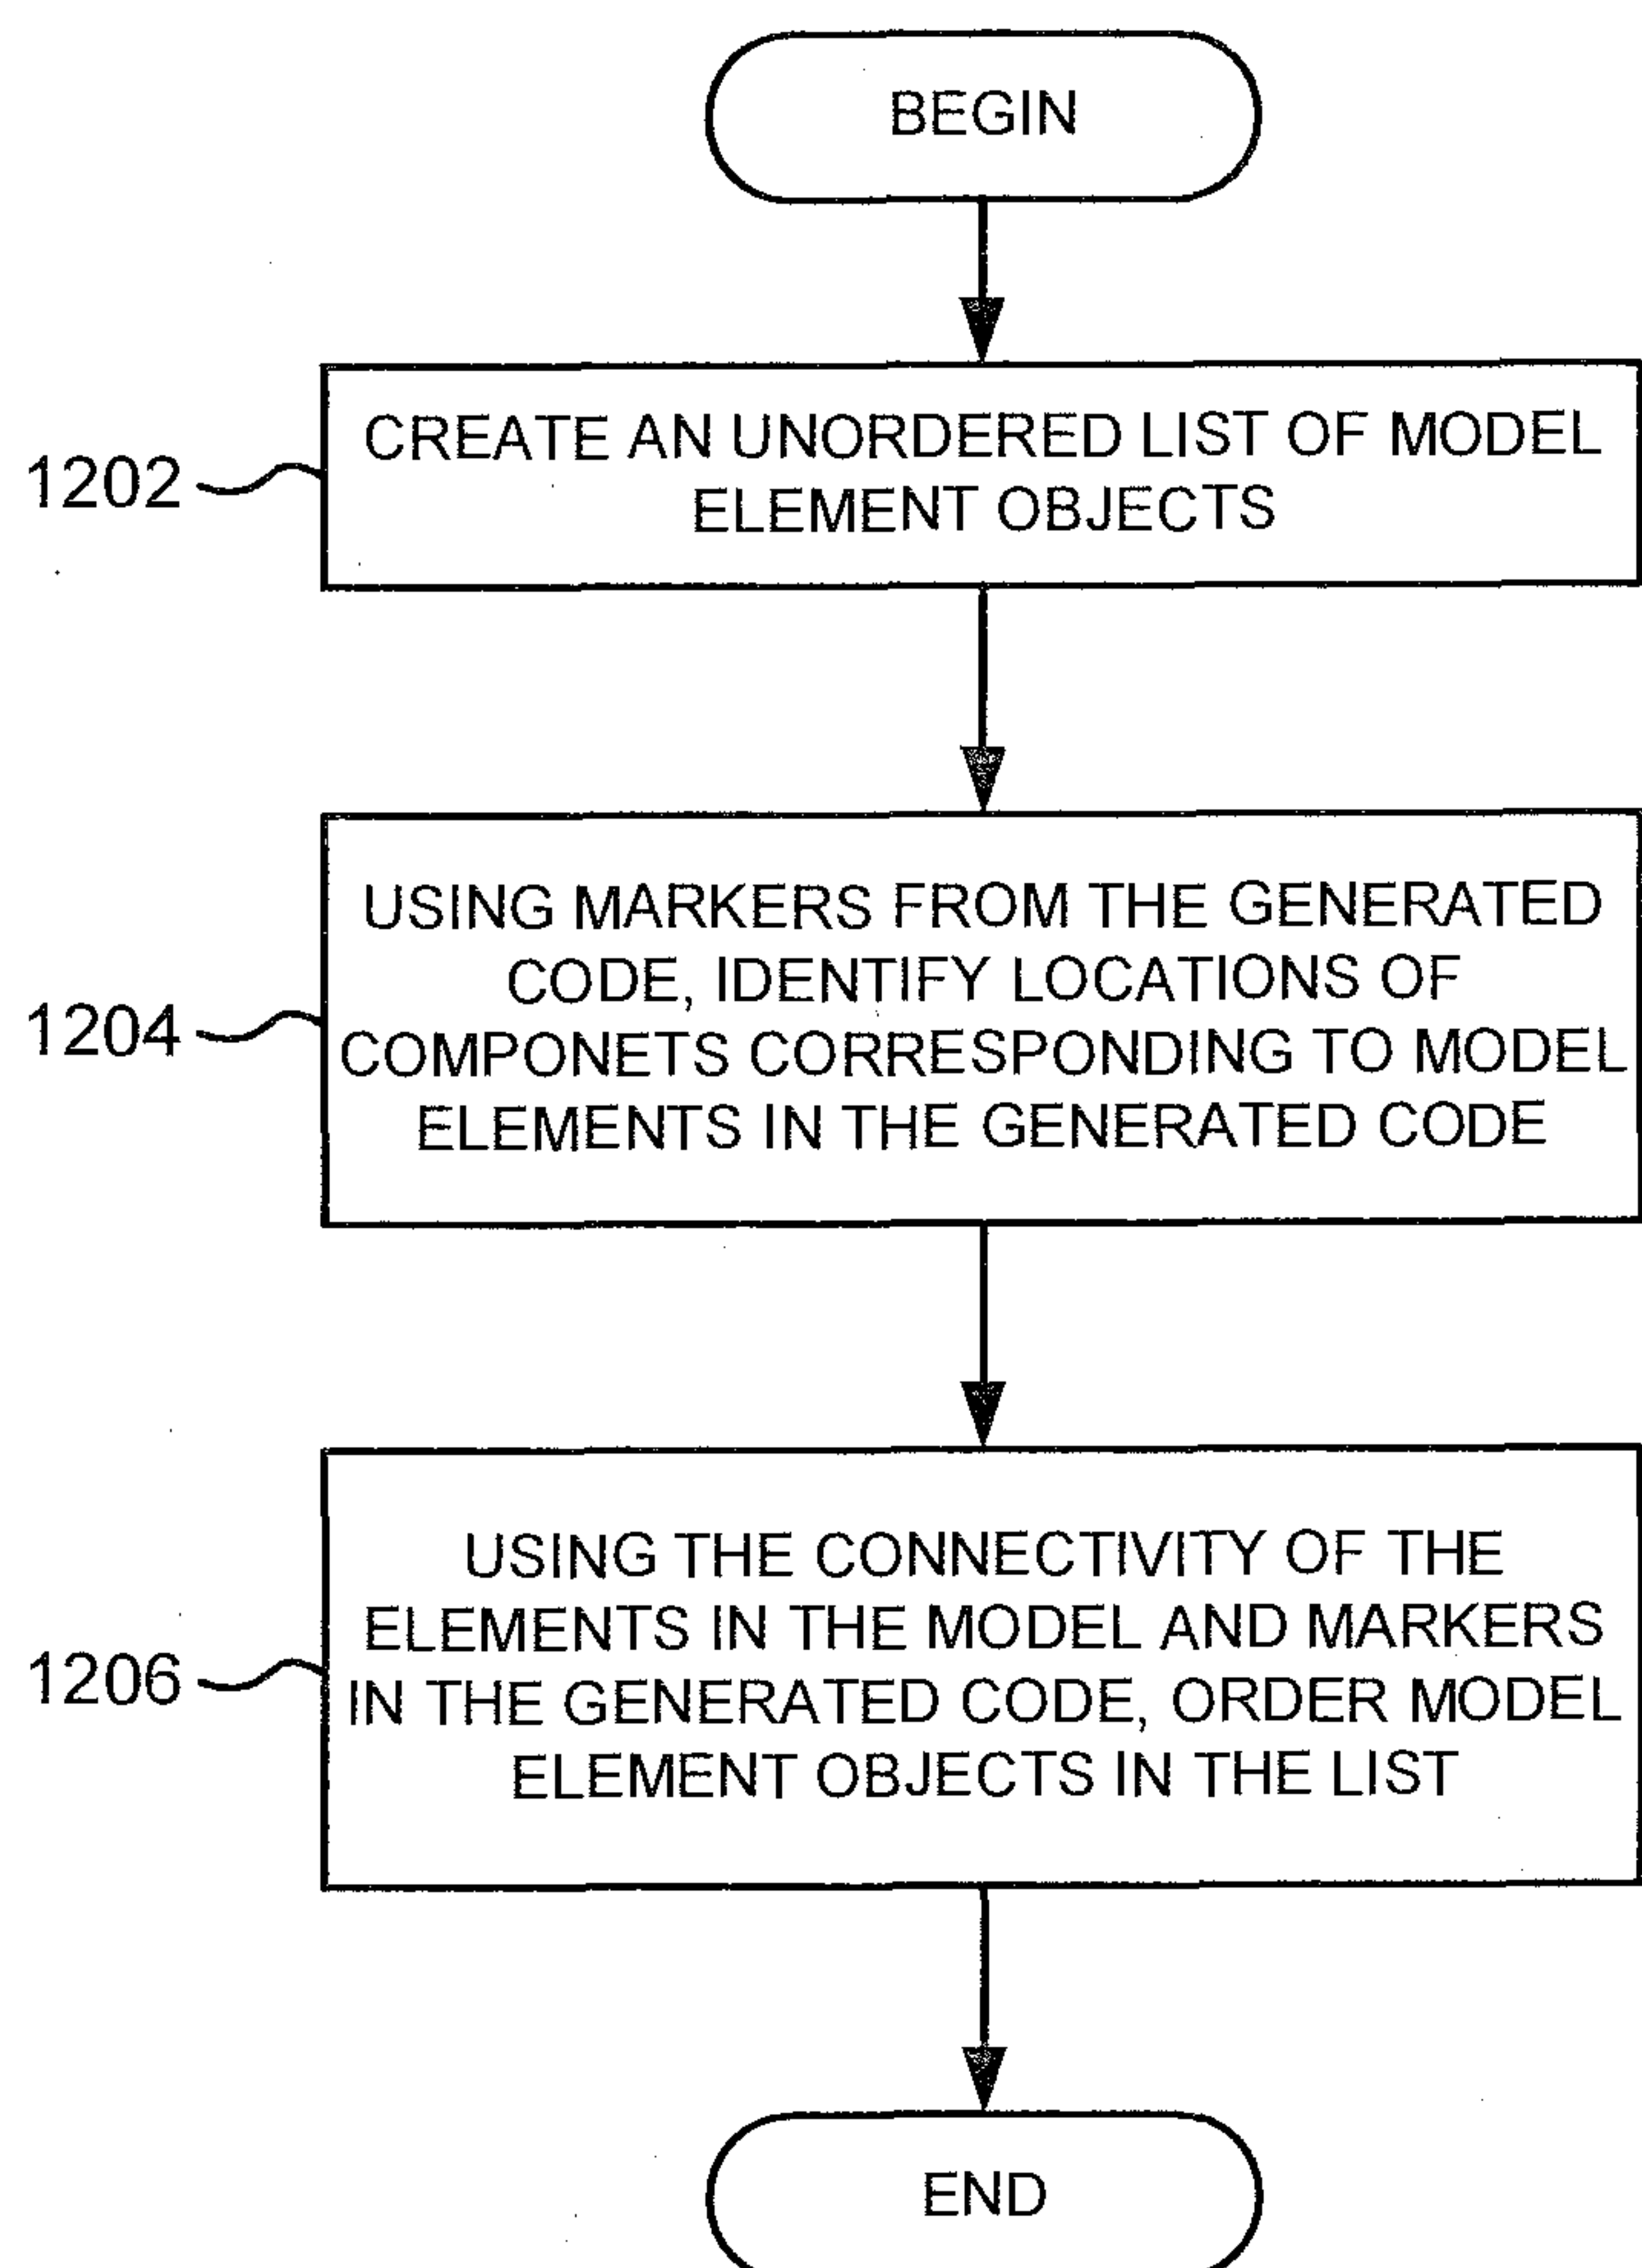 BEGIN
1202
CREATE AN UNORDERED LIST OF MODEL
ELEMENT OBJECTS
1204
USING MARKERS FROM THE GENERATED
CODE, IDENTIFY LOCATIONS OF
COMPONETS CORRESPONDING TO MODEL
ELEMENTS IN THE GENERATED CODE
1206
USING THE CONNECTIVITY OF THE
ELEMENTS IN THE MODEL AND MARKERS
IN THE GENERATED CODE, ORDER MODEL
ELEMENT OBJECTS IN THE LIST
END